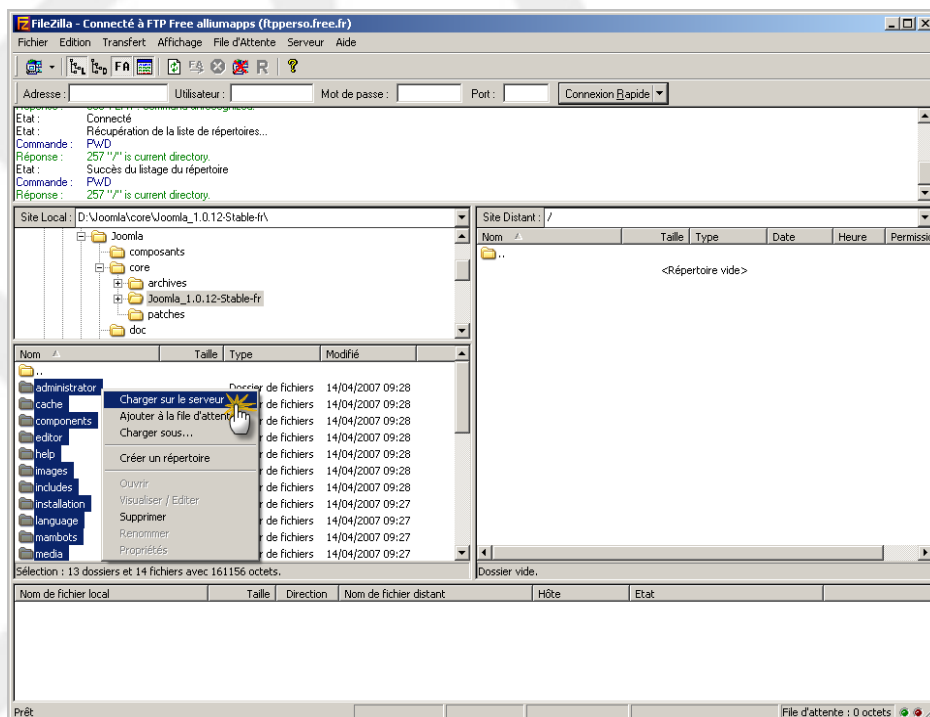 FileZilla - Connecté à FTP Free alliumapps (ftpperso.free.fr)
Fichier Edition Transfert Affichage File d'Attente Serveur Aide
FA R ?
Adresse : Utilisateur : Mot de passe : Port : Connexion Rapide
Etat : Connecté
Etat : Récupération de la liste de répertoires...
Commande : PWD
Réponse : 257 "/" is current directory.
Etat : Succès du listage du répertoire
Commande : PWD
Réponse : 257 "/" is current directory.
Site Local : D:\Joomla\core\Joomla_1.0.12-Stable-fr\
Joomla
composants
core
archives
Joomla_1.0.12-Stable-fr
patches
doc
Site Distant : /
Nom Taille Type Date Heure Permissio
..
<Répertoire vide>
Nom Taille Type Modifié
..
administrator Dossier de fichiers 14/04/2007 09:28
cache r de fichiers 14/04/2007 09:28
components r de fichiers 14/04/2007 09:28
editor r de fichiers 14/04/2007 09:28
help r de fichiers 14/04/2007 09:28
images r de fichiers 14/04/2007 09:28
includes r de fichiers 14/04/2007 09:28
installation r de fichiers 14/04/2007 09:27
language r de fichiers 14/04/2007 09:27
mambots r de fichiers 14/04/2007 09:27
media r de fichiers 14/04/2007 09:27
Charger sur le serveur
Ajouter à la file d'attent
Charger sous...
Créer un répertoire
Ouvrir
Visualiser / Editer
Supprimer
Renommer
Propriétés
Sélection : 13 dossiers et 14 fichiers avec 161156 octets.
Dossier vide.
Nom de fichier local Taille Direction Nom de fichier distant Hôte Etat
Prêt
File d'attente : 0 octets